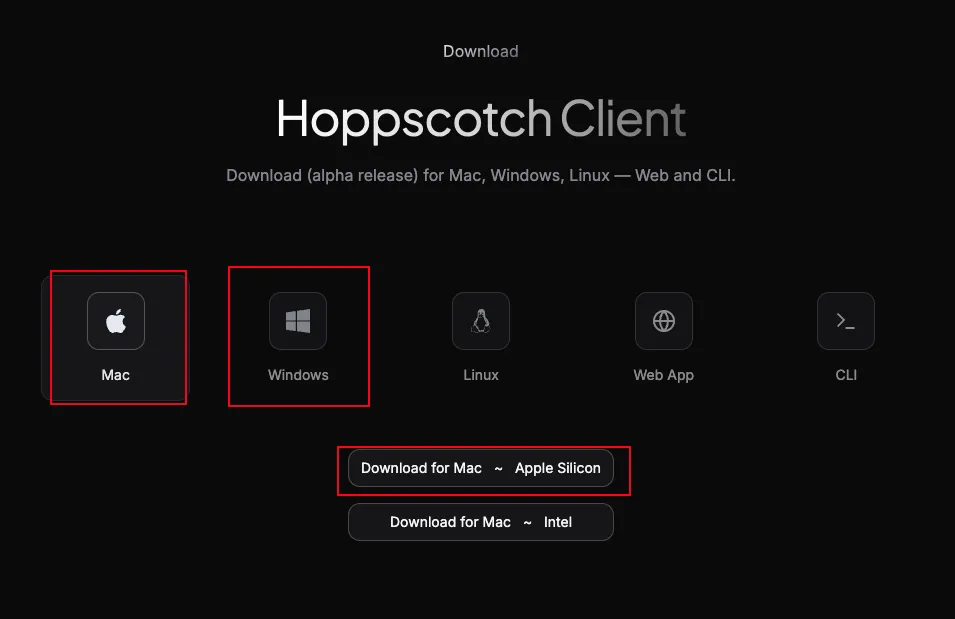 Download
Hoppscotch Client
Download (alpha release) for Mac, Windows, Linux — Web and CLI.
Mac
Windows
Linux
Web App
CLI
Download for Mac ~ Apple Silicon
Download for Mac ~ Intel